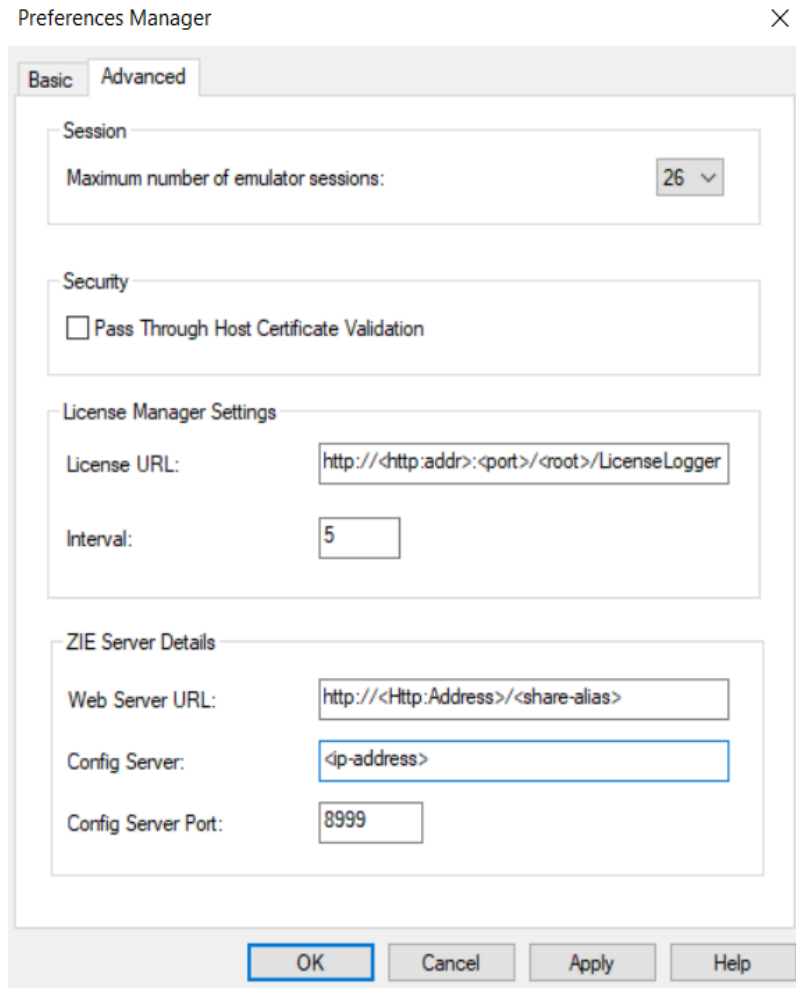 Preferences Manager
Basic
Advanced
Session
Maximum number of emulator sessions: 26
Security
Pass Through Host Certificate Validation
License Manager Settings
License URL: http://<http:addr>:<port>/<root>/LicenseLogger
Interval: 5
ZIE Server Details
Web Server URL: http://<Http:Address>/<share-alias>
Config Server: <ip-address>
Config Server Port: 8999
OK Cancel Apply Help